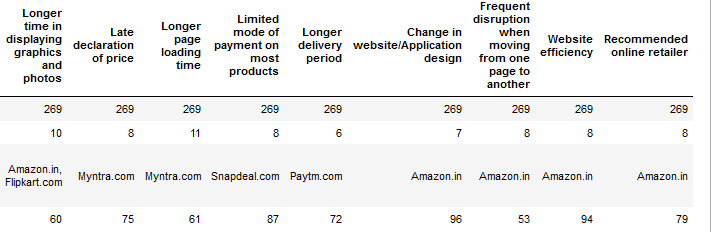 Longer time in displaying graphics and photos	Late declaration of price	Longer page loading time	Limited mode of payment on most products	Longer delivery period	Change in website/Application design	Frequent disruption when moving from one page to another	Website efficiency	Recommended online retailer
269	269	269	269	269	269	269	269	269
10	8	11	8	6	7	8	8	8
Amazon.in, Flipkart.com	Myntra.com	Myntra.com	Snapdeal.com	Paytm.com	Amazon.in	Amazon.in	Amazon.in	Amazon.in
60	75	61	87	72	96	53	94	79